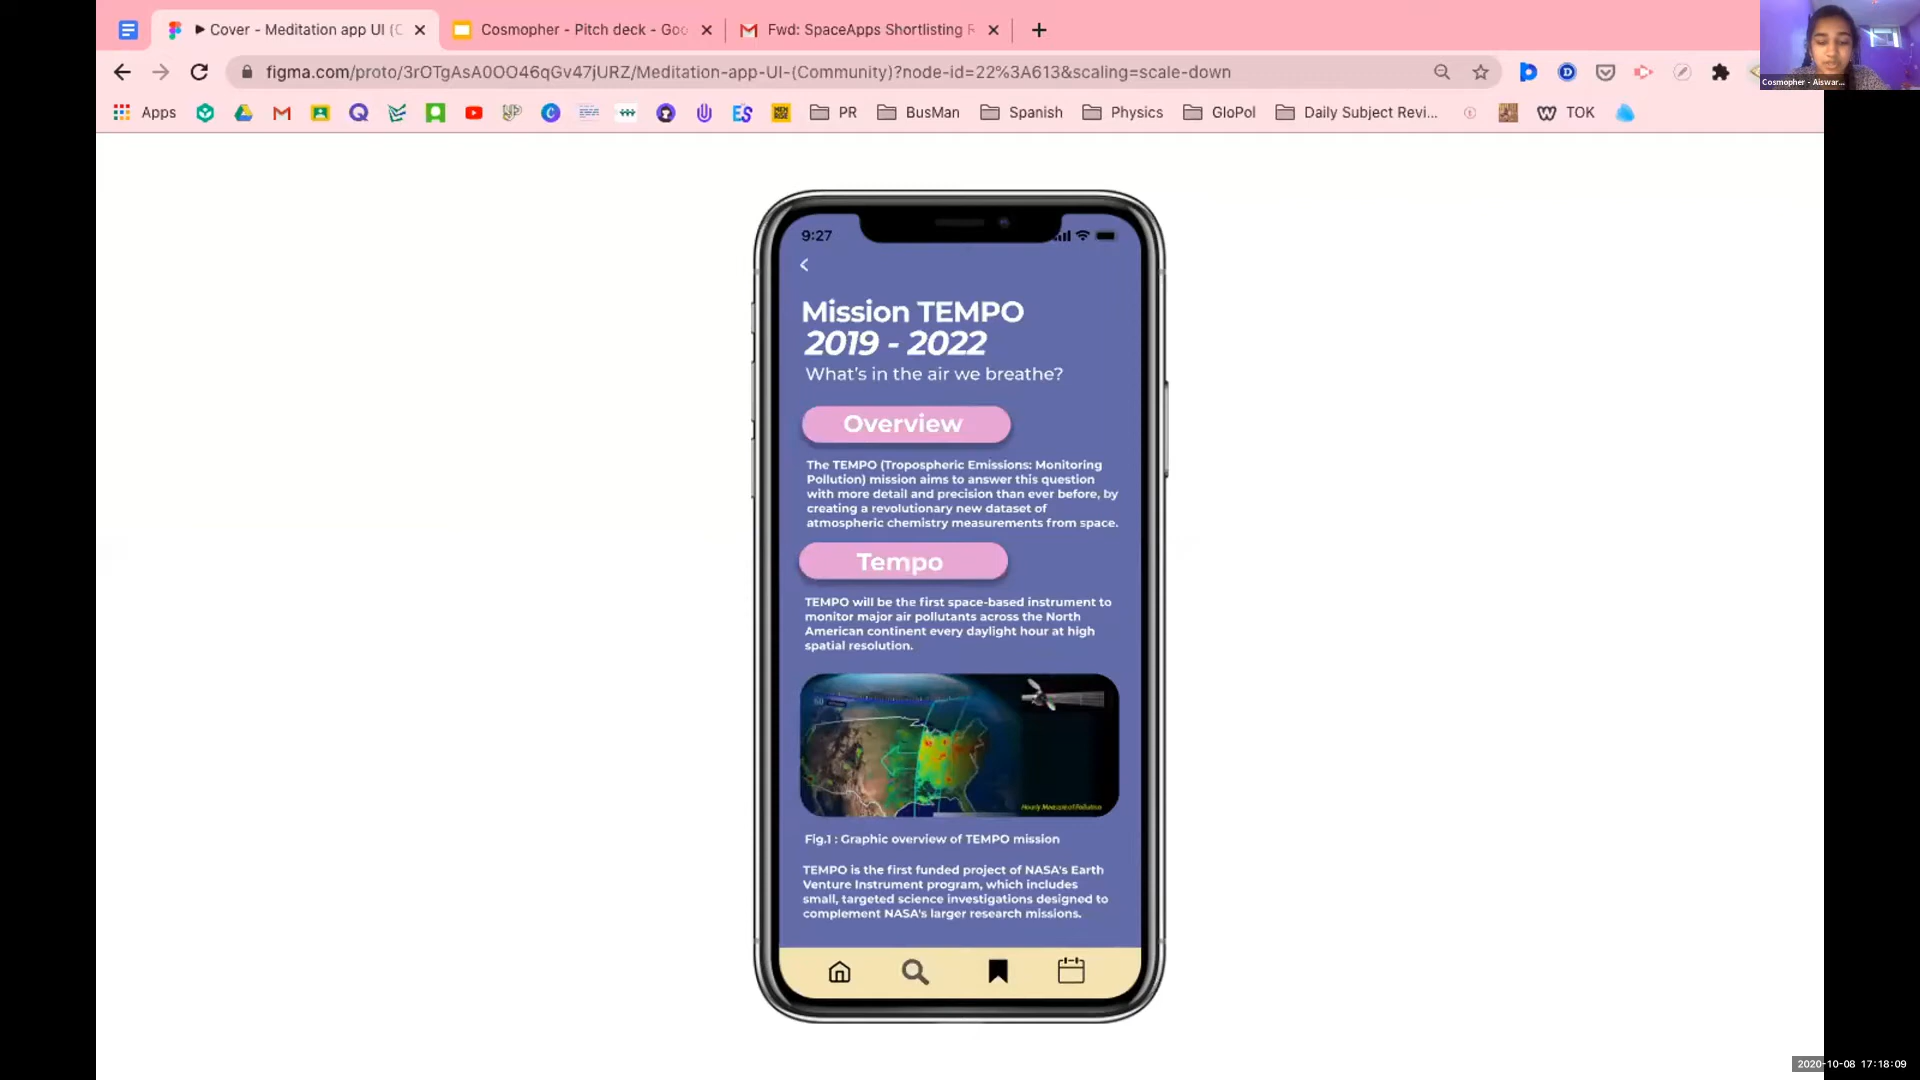 Cover - Meditation app UI (C
Cosmopher - Pitch deck - Goo
Fwd: SpaceApps Shortlisting R
figma.com/proto/3rOTgAsA0OO46qGv47jURZ/Meditation-app-UI-(Community)?node-id=22%3A613&scaling=scale-down
Cosmopher - Aiswar...
Apps
PR
BusMan
Spanish
Physics
GloPol
Daily Subject Revi...
TOK
9:27
Mission TEMPO
2019 - 2022
What's in the air we breathe?
Overview
The TEMPO (Tropospheric Emissions: Monitoring
Pollution) mission aims to answer this question
with more detail and precision than ever before, by
creating a revolutionary new dataset of
atmospheric chemistry measurements from space.
Tempo
TEMPO will be the first space-based instrument to
monitor major air pollutants across the North
American continent every daylight hour at high
spatial resolution.
60
Hourly Measure of Pollution
Fig.1 : Graphic overview of TEMPO mission
TEMPO is the first funded project of NASA's Earth
Venture Instrument program, which includes
small, targeted science investigations designed to
complement NASA's larger research missions.
2020-10-08 17:18:09